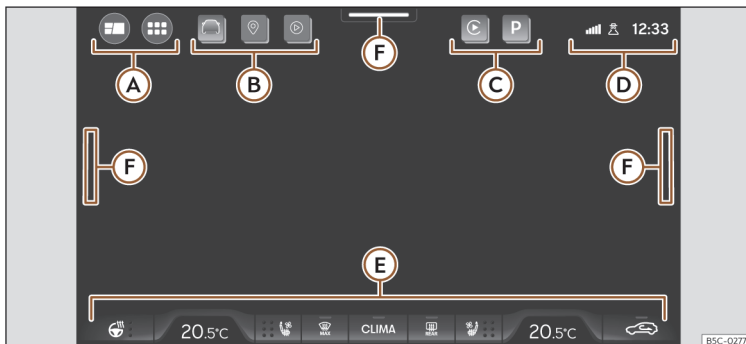 P 12:33
F
A B C D
F F
E
20.5°C MAX CLIMA REAR 20.5°C
B5C-0277